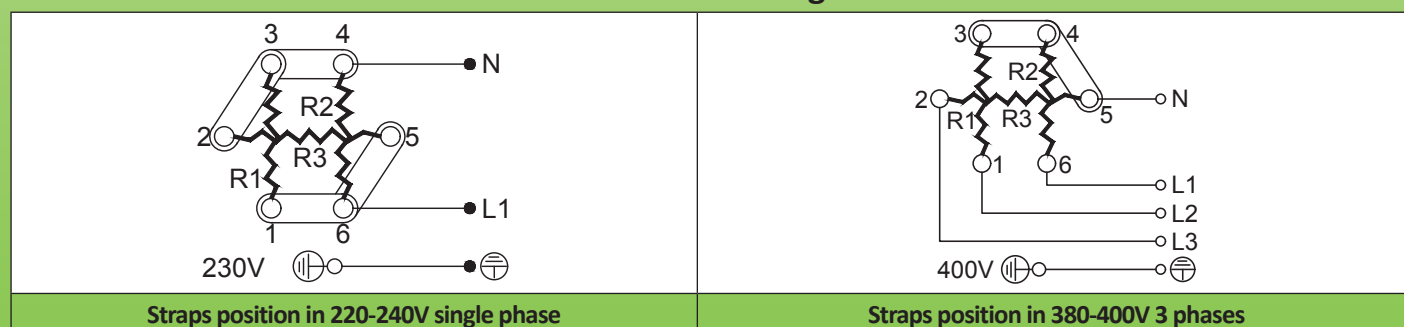 3 4
N
R2
2 5
R3
R1
L1
1 6
230V
Straps position in 220-240V single phase
3 4
R2
2 N
R1 R3 5
1 6
L1
L2
L3
400V
Straps position in 380-400V 3 phases